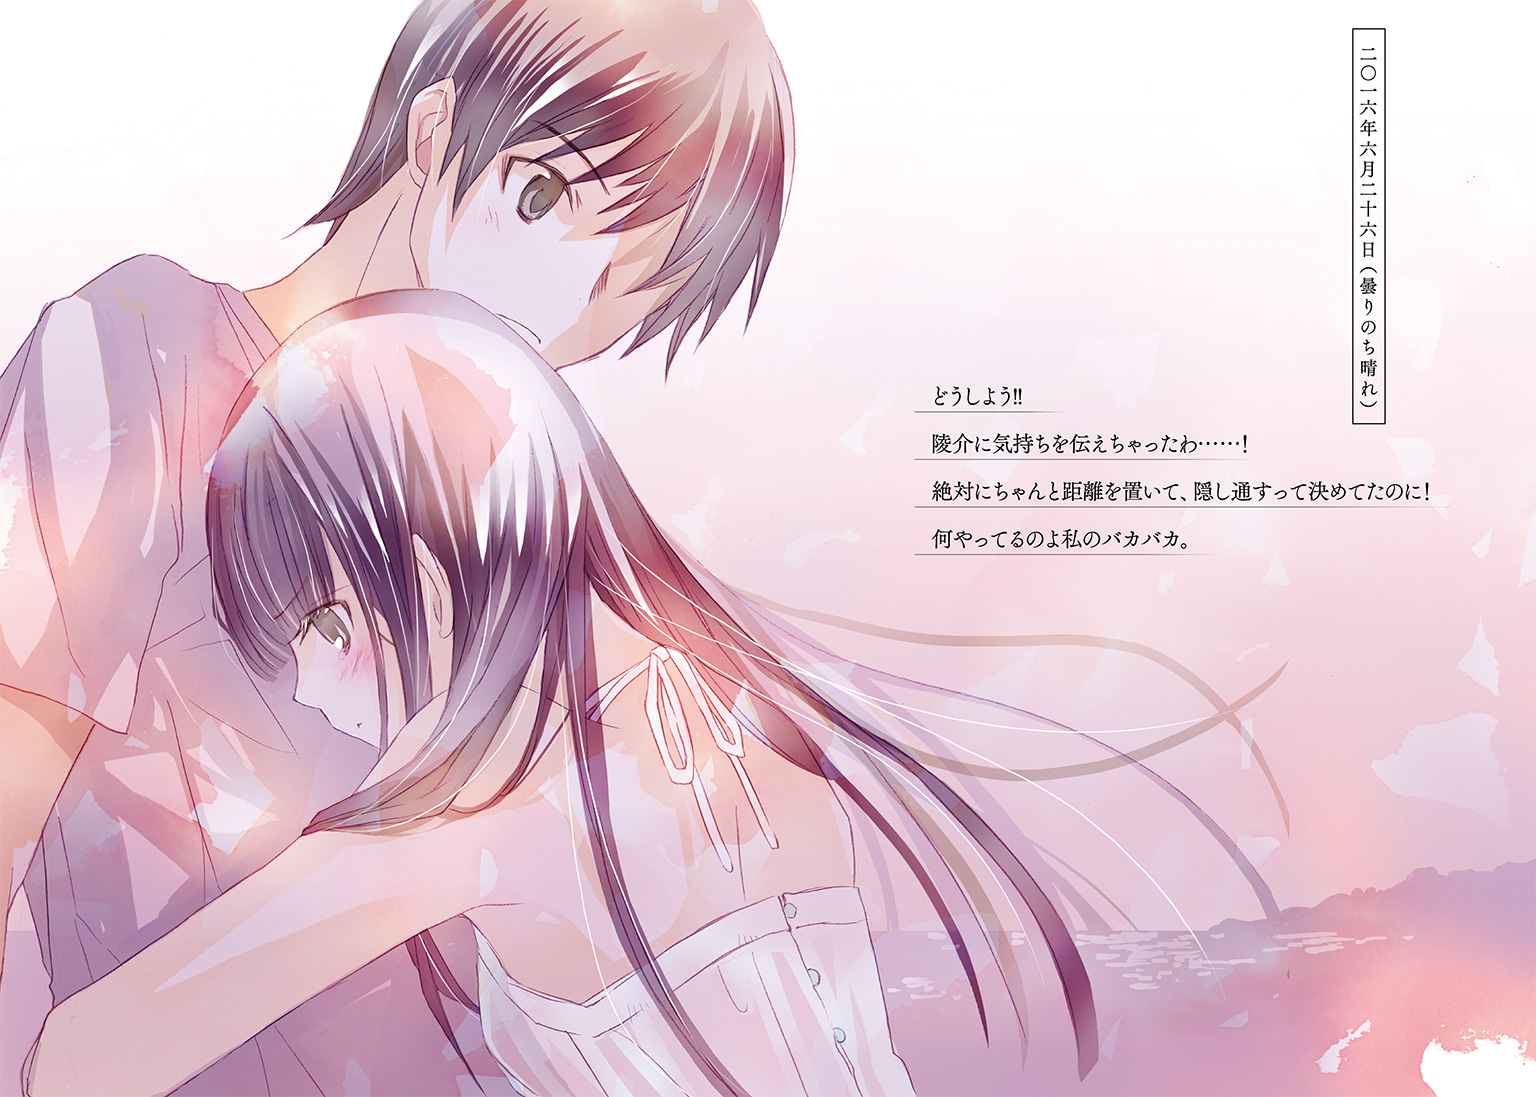 二〇一六年六月二十六日(曇りのち晴れ)
どうしよう!!
陵介に気持ちを伝えちゃったわ……!
絶対にちゃんと距離を置いて、隠し通すって決めてたのに!
何やってるのよ私のバカバカ。